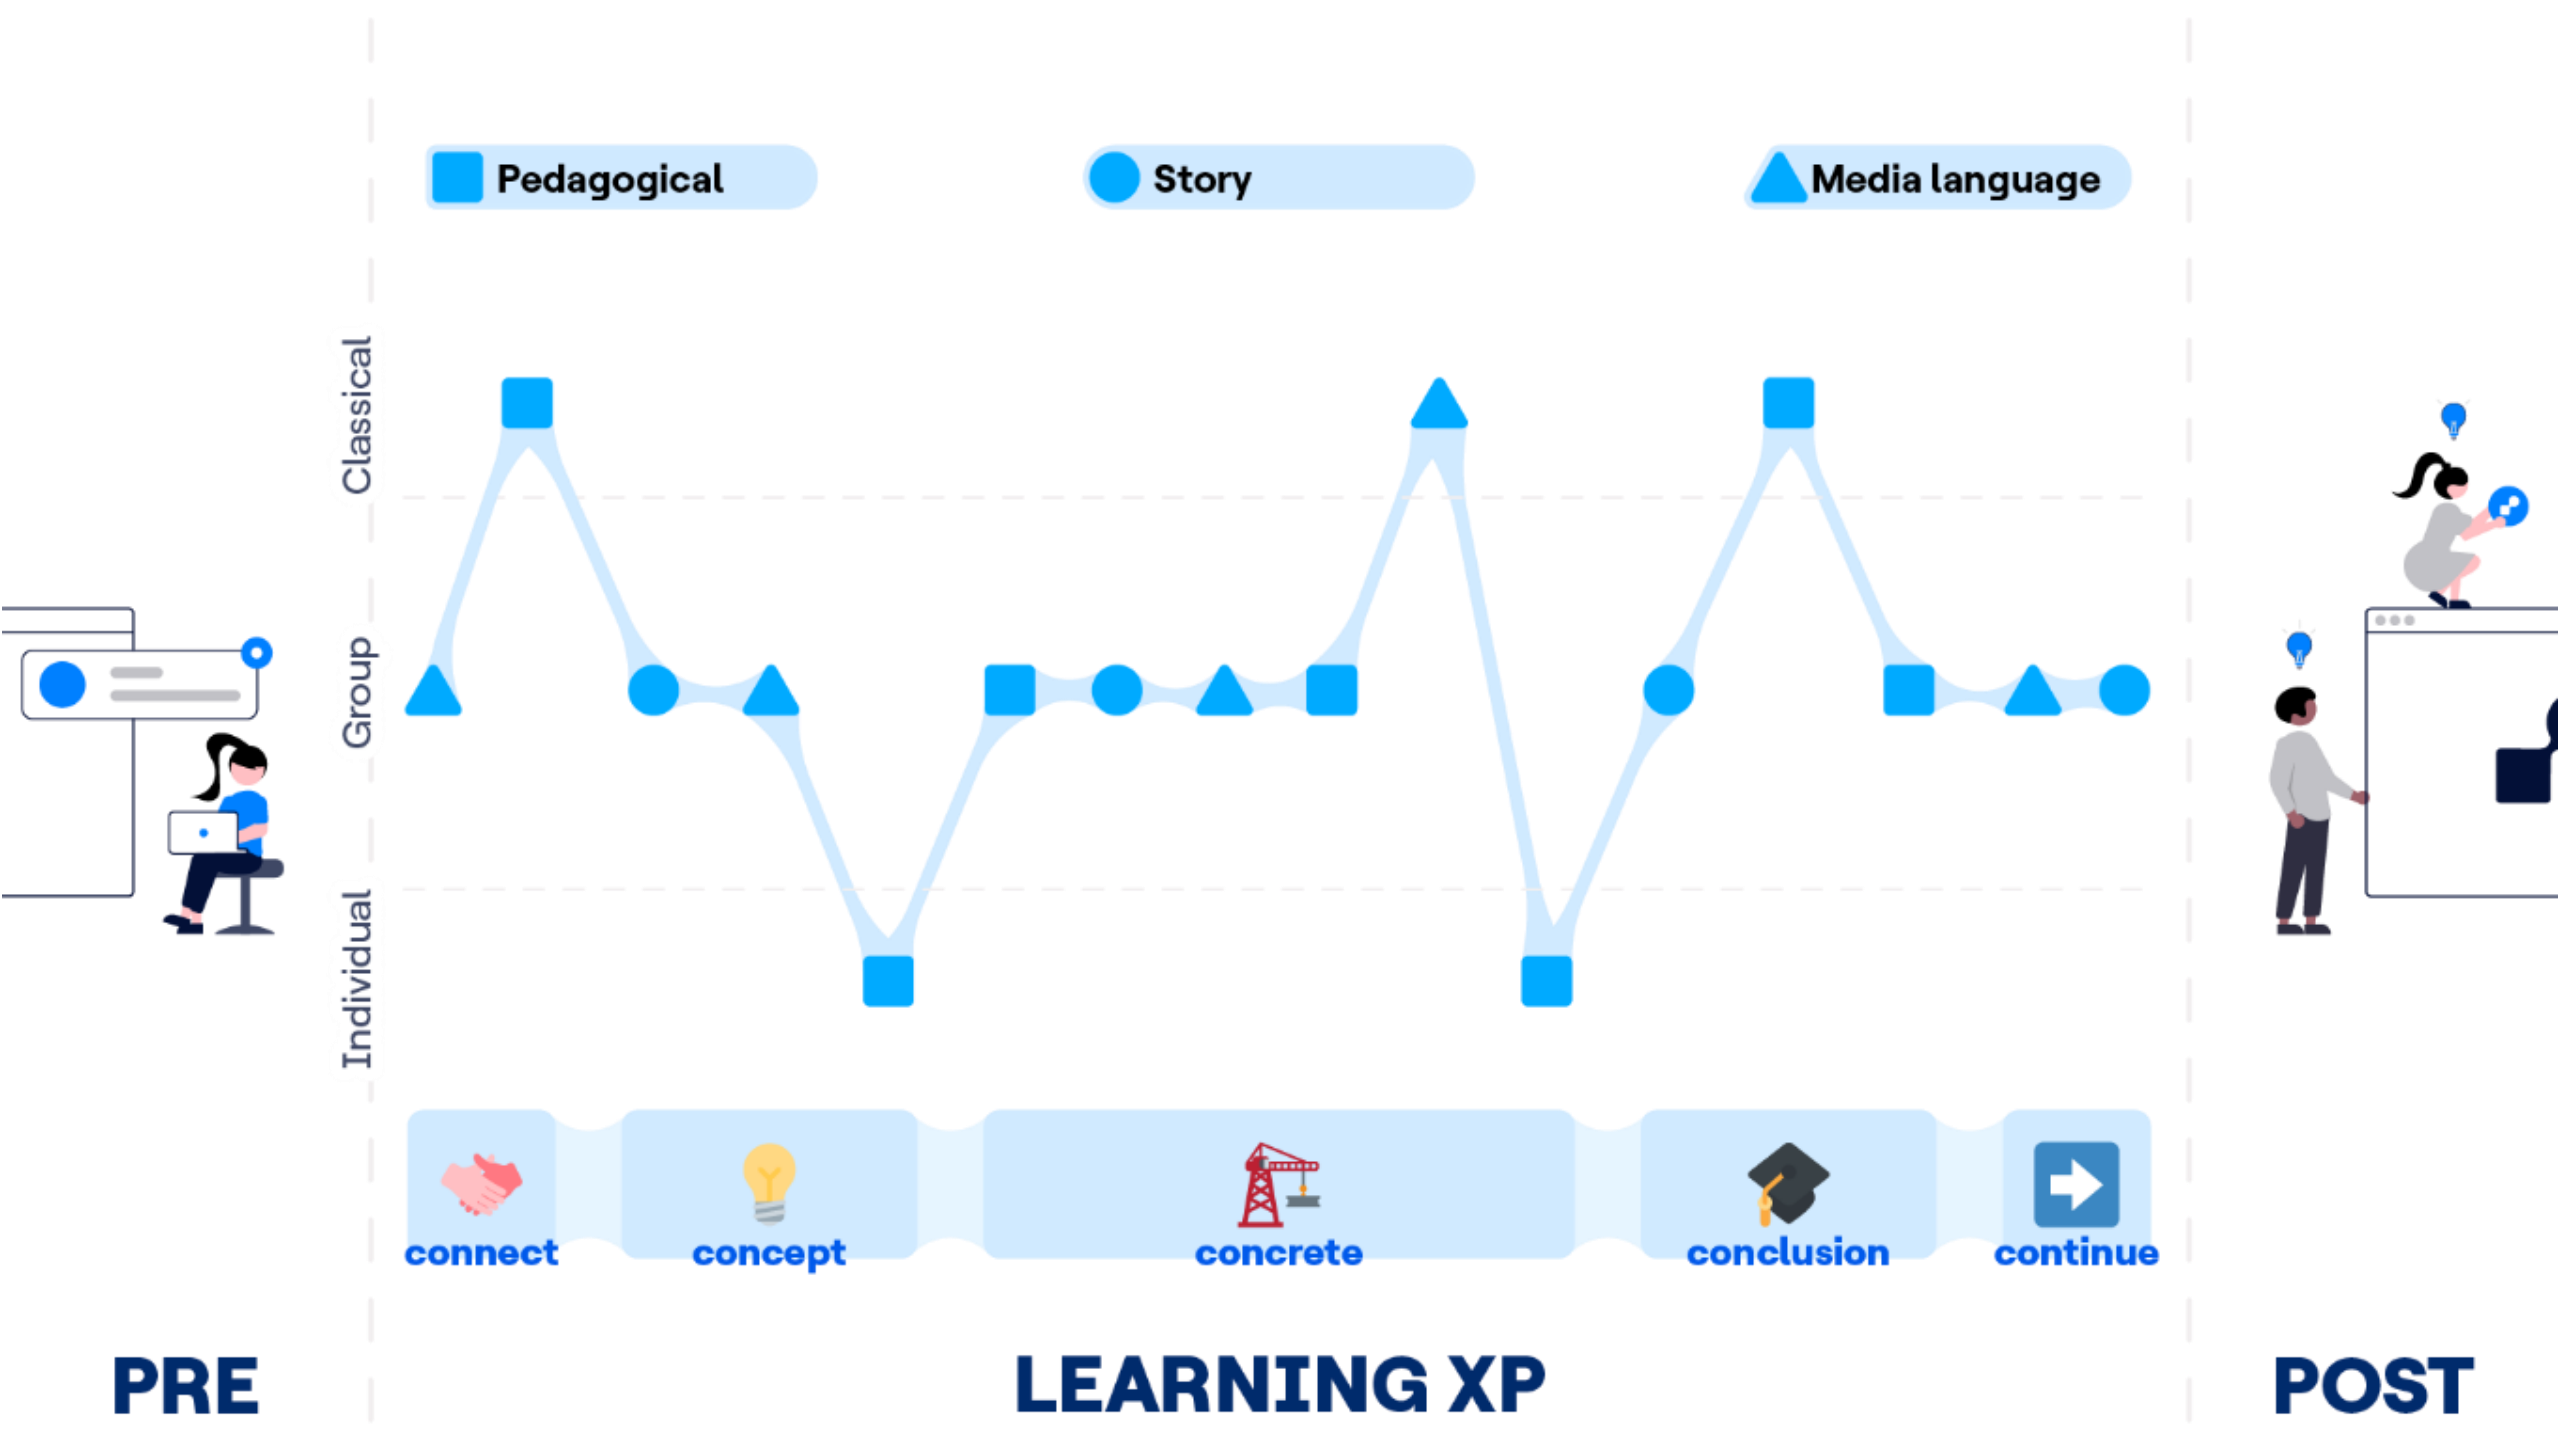 Pedagogical
Story
Media language
Classical
Group
Individual
connect
concept
concrete
conclusion
continue
PRE
LEARNING XP
POST